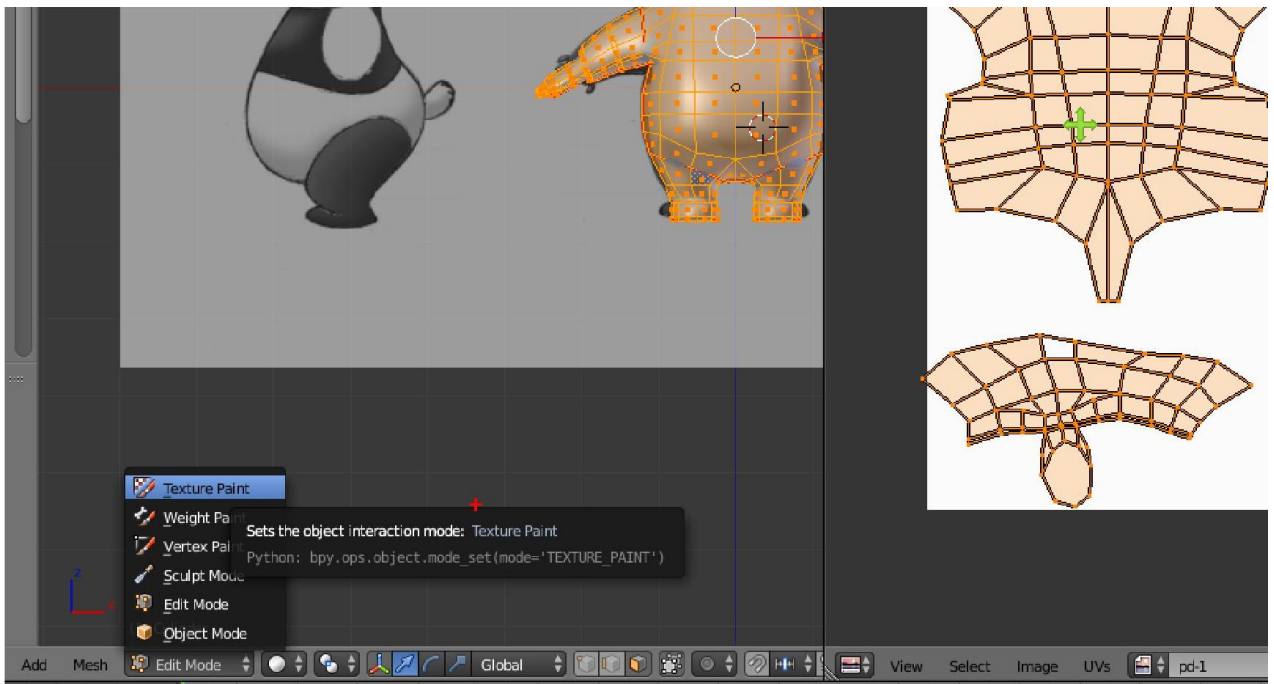 Texture Paint
Weight Pai
Sets the object interaction mode: Texture Paint
Vertex Pain
Python: bpy.ops.object.mode_set(mode='TEXTURE_PAINT')
Sculpt Mode
z
x
Edit Mode
Object Mode
Add Mesh Edit Mode Global View Select Image UVs pd-1